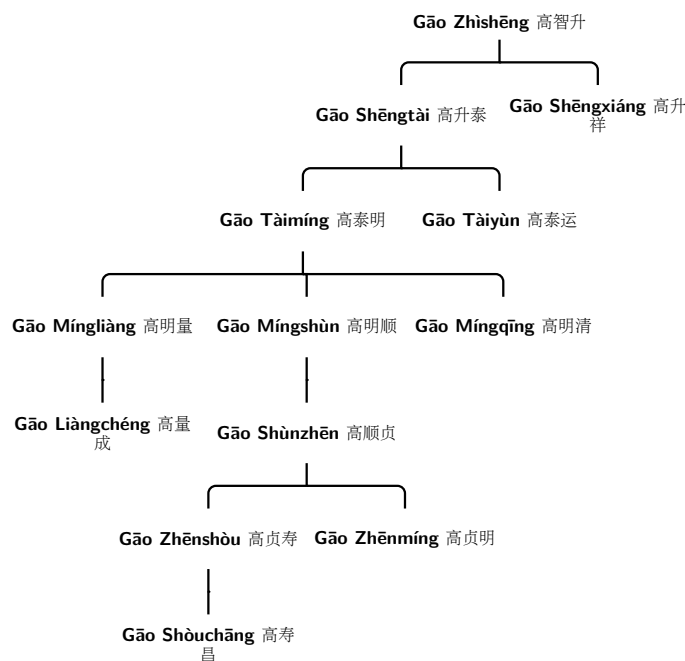 Gāo Zhìshēng 高智升
Gāo Shēngtài 高升泰
Gāo Shēngxiáng 高升
祥
Gāo Tàimíng 高泰明
Gāo Tàiyùn 高泰运
Gāo Míngliàng 高明量
Gāo Míngshùn 高明顺
Gāo Míngqīng 高明清
Gāo Liàngchéng 高量
成
Gāo Shùnzhēn 高顺贞
Gāo Zhēnshòu 高贞寿
Gāo Zhēnmíng 高贞明
Gāo Shòuchāng 高寿
昌